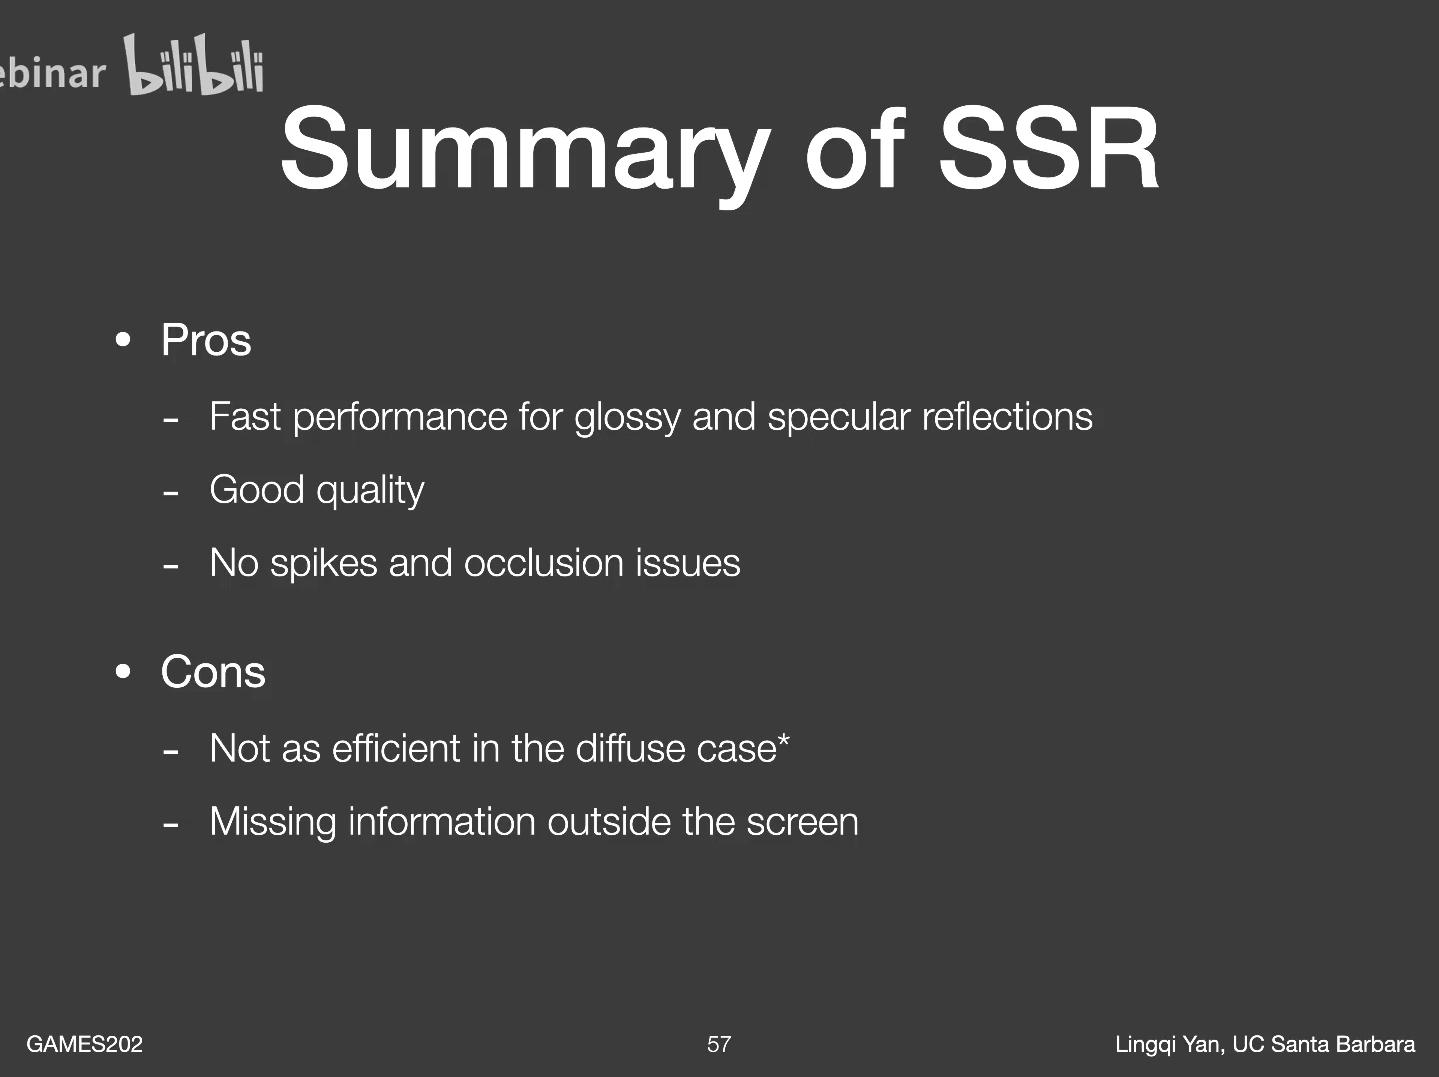 ebinar bilibili
Summary of SSR
• Pros
- Fast performance for glossy and specular reflections
- Good quality
- No spikes and occlusion issues
• Cons
- Not as efficient in the diffuse case*
- Missing information outside the screen
GAMES202
57
Lingqi Yan, UC Santa Barbara